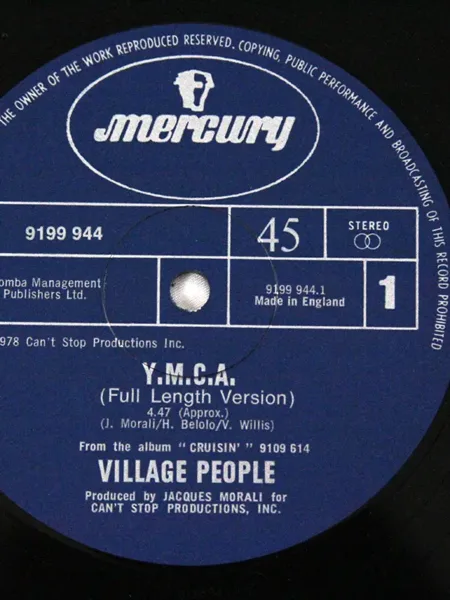 THE OWNER OF THE WORK REPRODUCED RESERVED. COPYING, PUBLIC PERFORMANCE AND BROADCASTING OF THIS RECORD PROHIBITED
mercury
9199 944
45
STEREO
omba Management
Publishers Ltd.
9199 944.1
Made in England
1
978 Can't Stop Productions Inc.
Y.M.C.A.
(Full Length Version)
4.47 (Approx.)
(J. Morali/H. Belolo/V. Willis)
From the album "CRUISIN'" 9109 614
VILLAGE PEOPLE
Produced by JACQUES MORALI for
CAN'T STOP PRODUCTIONS, INC.